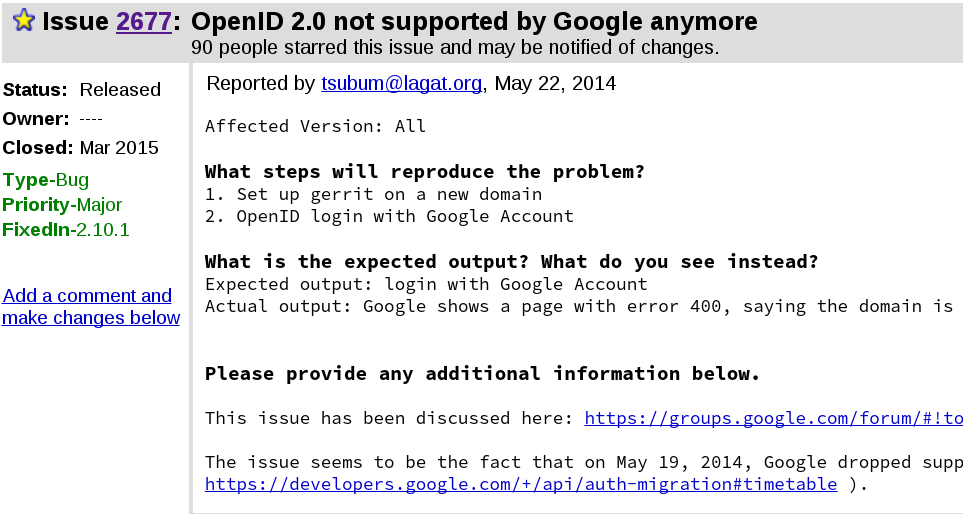 Issue 2677: OpenID 2.0 not supported by Google anymore
90 people starred this issue and may be notified of changes.
Status: Released
Owner: ----
Closed: Mar 2015
Type-Bug
Priority-Major
FixedIn-2.10.1
Add a comment and
make changes below
Reported by tsubum@lagat.org, May 22, 2014
Affected Version: All
What steps will reproduce the problem?
1. Set up gerrit on a new domain
2. OpenID login with Google Account
What is the expected output? What do you see instead?
Expected output: login with Google Account
Actual output: Google shows a page with error 400, saying the domain is
Please provide any additional information below.
This issue has been discussed here: https://groups.google.com/forum/#!to
The issue seems to be the fact that on May 19, 2014, Google dropped supp
https://developers.google.com/+/api/auth-migration#timetable ).